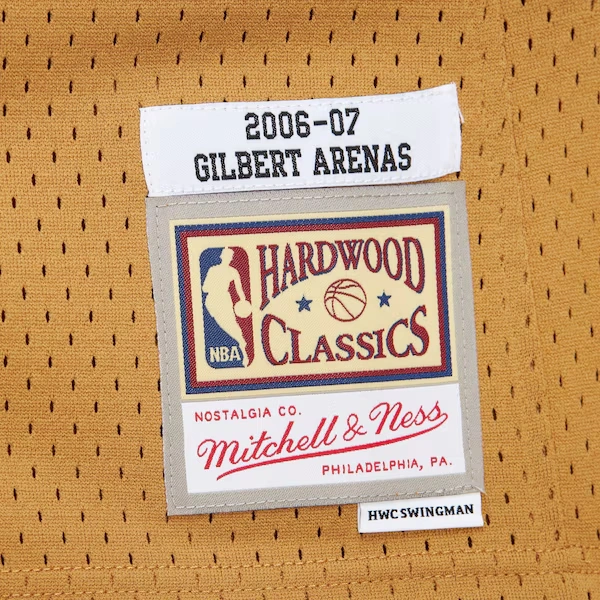 2006-07
GILBERT ARENAS
HARDWOOD
CLASSICS
NBA
NOSTALGIA CO.
Mitchell & Ness
PHILADELPHIA, PA.
HWC SWINGMAN